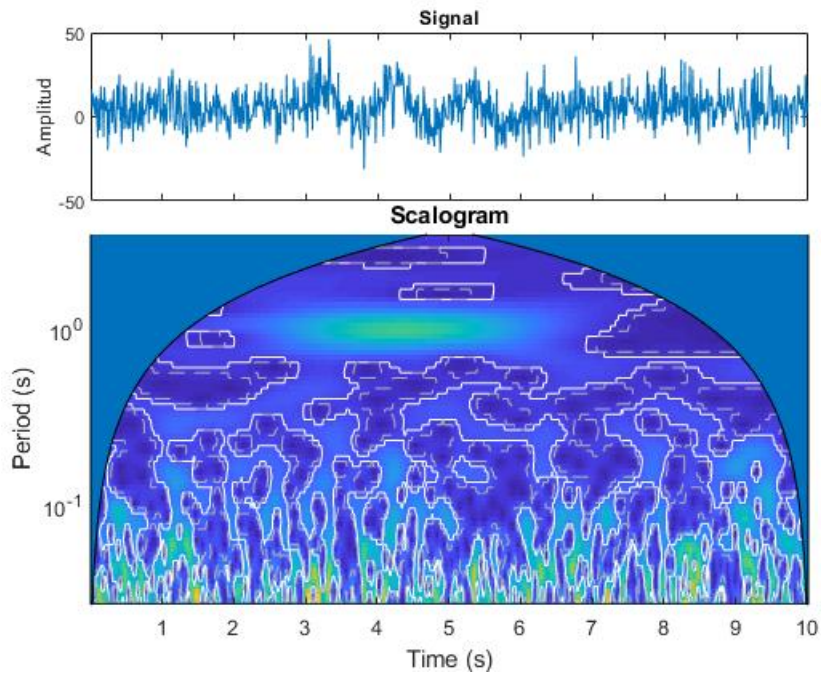 Signal
50
0
-50
Amplitud
Scalogram
10^0
10^-1
Period (s)
1 2 3 4 5 6 7 8 9 10
Time (s)